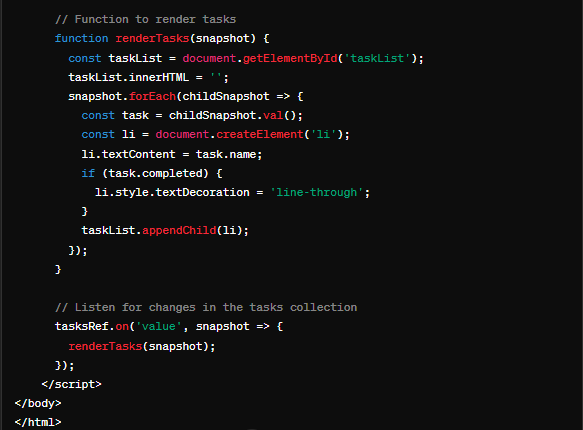 // Function to render tasks
function renderTasks(snapshot) {
const taskList = document.getElementById('taskList');
taskList.innerHTML = '';
snapshot.forEach(childSnapshot => {
const task = childSnapshot.val();
const li = document.createElement('li');
li.textContent = task.name;
if (task.completed) {
li.style.textDecoration = 'line-through';
}
taskList.appendChild(li);
});
}
// Listen for changes in the tasks collection
tasksRef.on('value', snapshot => {
renderTasks(snapshot);
});
</script>
</body>
</html>